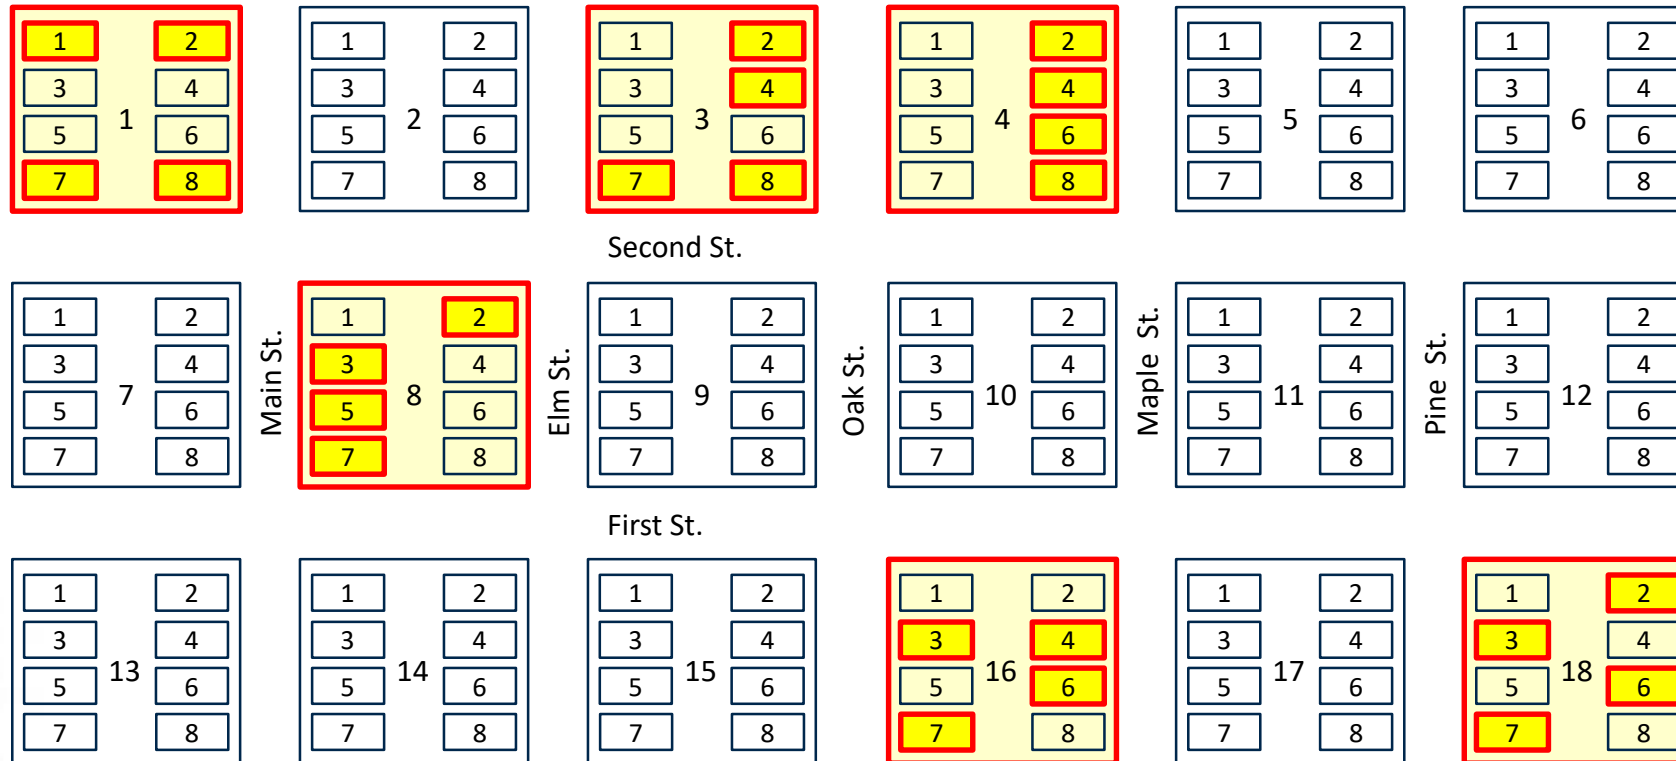 1 2 1 2 1 2 1 2 1 2 1 2
3 4 3 4 3 4 3 4 3 4 3 4
1 2 3 4 5 6
5 6 5 6 5 6 5 6 5 6 5 6
7 8 7 8 7 8 7 8 7 8 7 8
Second St.
1 2 1 2 1 2 1 2 1 2 1 2
3 4 3 4 3 4 3 4 3 4 3 4
7 Main St. 8 Elm St. 9 Oak St. 10 Maple St. 11 Pine St. 12
5 6 5 6 5 6 5 6 5 6 5 6
7 8 7 8 7 8 7 8 7 8 7 8
First St.
1 2 1 2 1 2 1 2 1 2 1 2
3 4 3 4 3 4 3 4 3 4 3 4
13 14 15 16 17 18
5 6 5 6 5 6 5 6 5 6 5 6
7 8 7 8 7 8 7 8 7 8 7 8